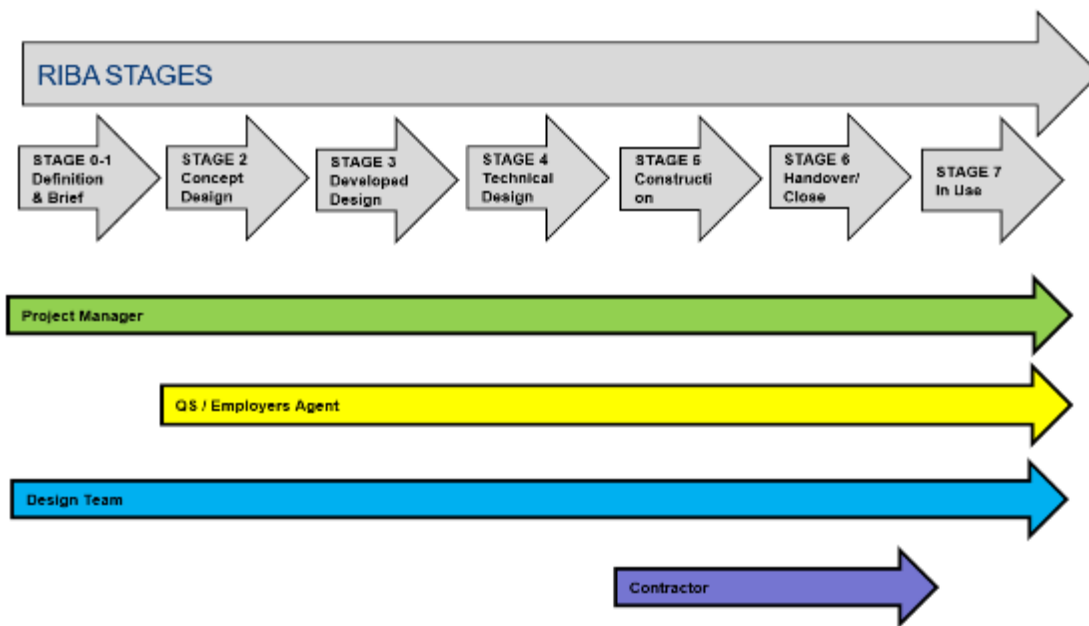 RIBA STAGES
STAGE 0-1
Definition
& Brief
STAGE 2
Concept
Design
STAGE 3
Developed
Design
STAGE 4
Technical
Design
STAGE 5
Constructi
on
STAGE 6
Handover/
Close
STAGE 7
In Use
Project Manager
QS / Employers Agent
Design Team
Contractor